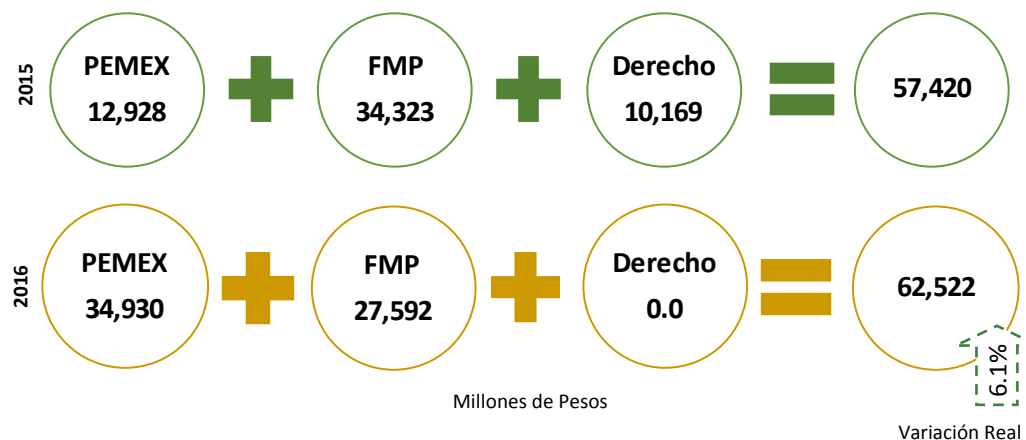 2015
PEMEX
12,928
FMP
34,323
Derecho
10,169
57,420
2016
PEMEX
34,930
FMP
27,592
Derecho
0.0
62,522
6.1%
Millones de Pesos
Variación Real